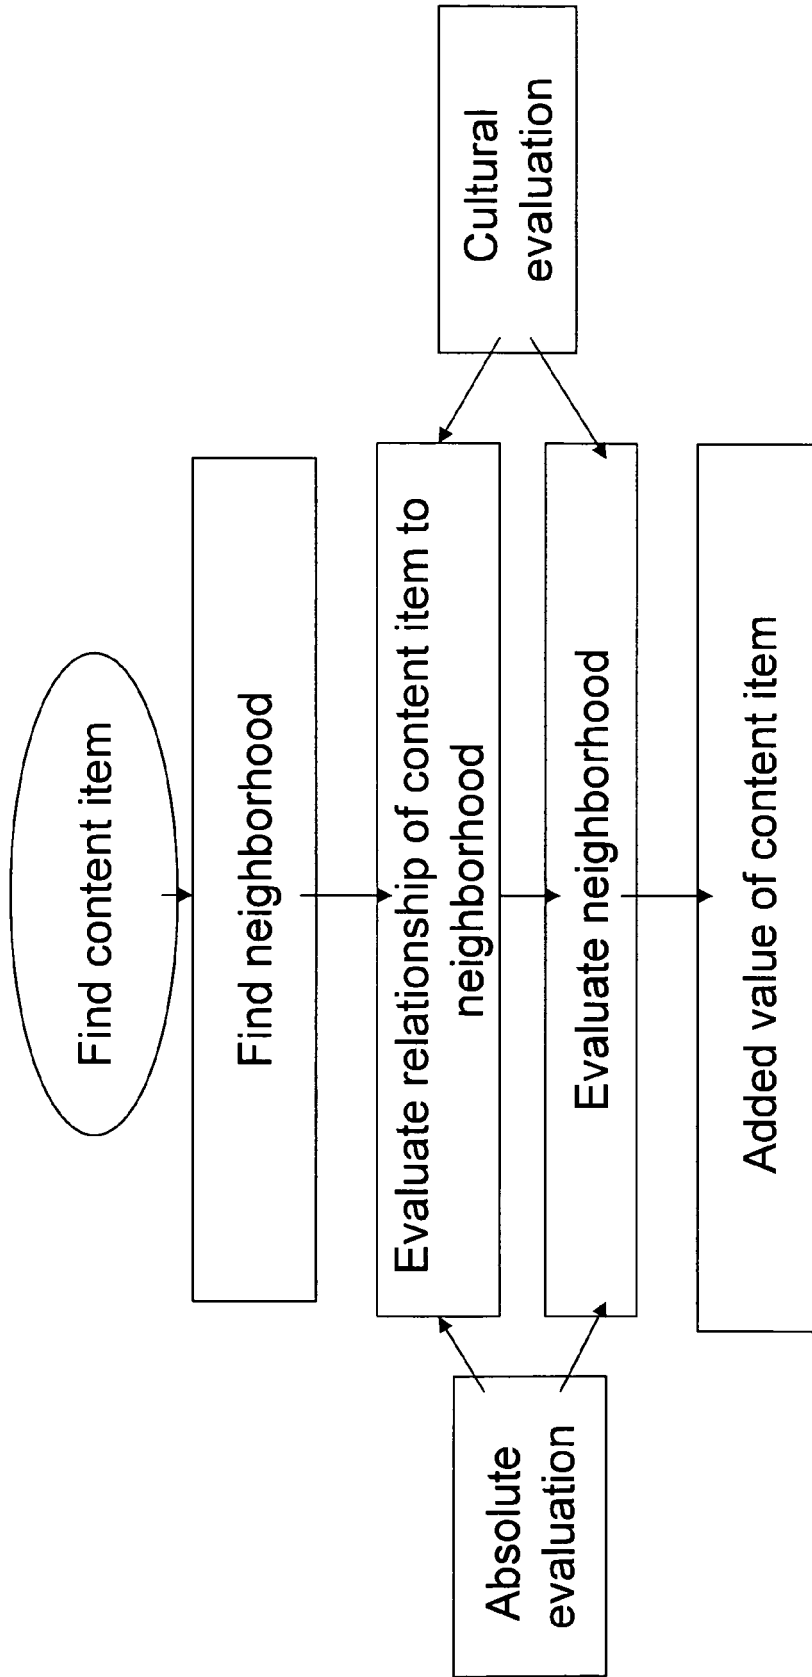 Find content item
Find neighborhood
Evaluate relationship of content item to
neighborhood
Absolute
evaluation
Cultural
evaluation
Evaluate neighborhood
Added value of content item